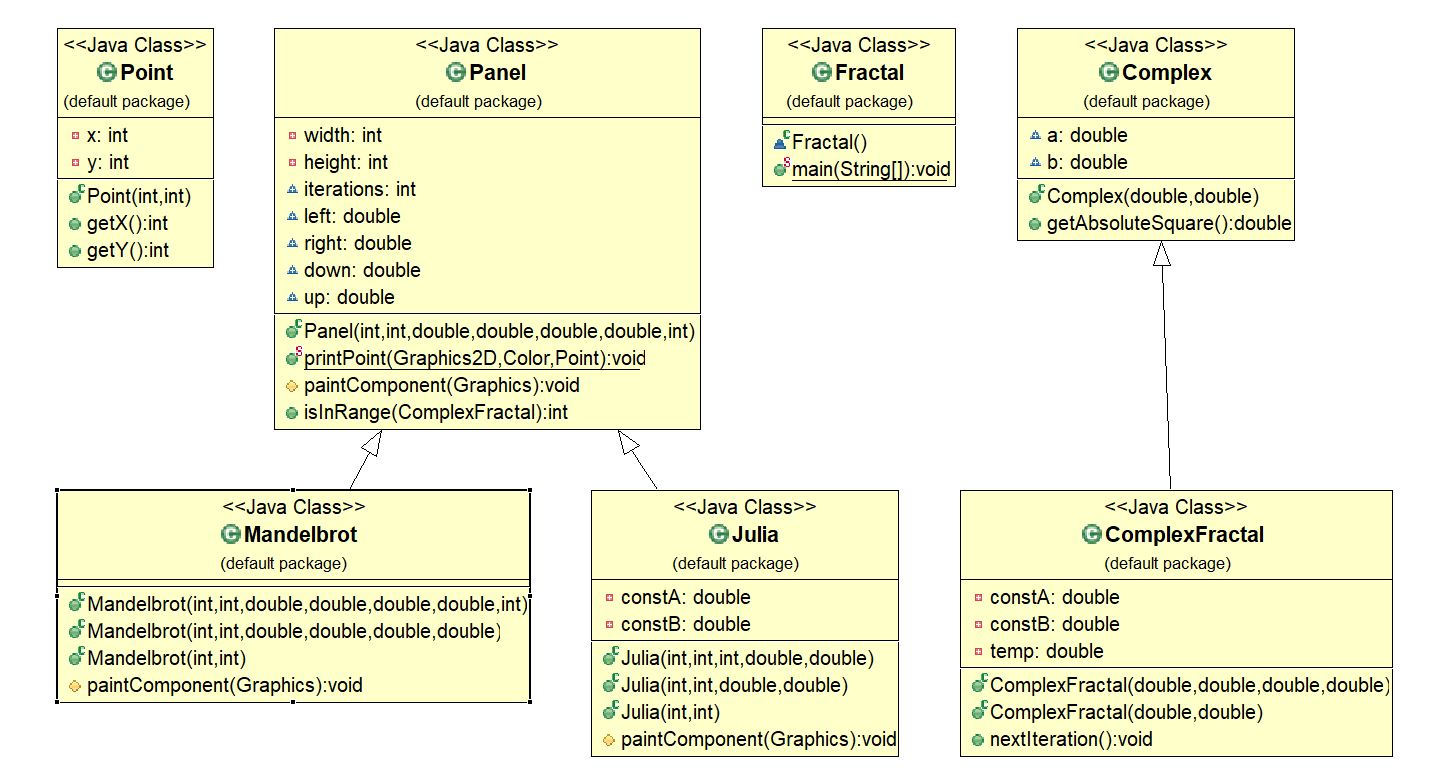 <<Java Class>>
Point
(default package)
x: int
y: int
Point(int,int)
getX():int
getY():int
<<Java Class>>
Panel
(default package)
width: int
height: int
iterations: int
left: double
right: double
down: double
up: double
Panel(int,int,double,double,double,double,int)
printPoint(Graphics2D,Color,Point):void
paintComponent(Graphics):void
isInRange(ComplexFractal):int
<<Java Class>>
Fractal
(default package)
Fractal()
main(String[]):void
<<Java Class>>
Complex
(default package)
a: double
b: double
Complex(double,double)
getAbsoluteSquare():double
<<Java Class>>
Mandelbrot
(default package)
Mandelbrot(int,int,double,double,double,double,int)
Mandelbrot(int,int,double,double,double,double)
Mandelbrot(int,int)
paintComponent(Graphics):void
<<Java Class>>
Julia
(default package)
constA: double
constB: double
Julia(int,int,int,double,double)
Julia(int,int,double,double)
Julia(int,int)
paintComponent(Graphics):void
<<Java Class>>
ComplexFractal
(default package)
constA: double
constB: double
temp: double
ComplexFractal(double,double,double,double)
ComplexFractal(double,double)
nextIteration():void